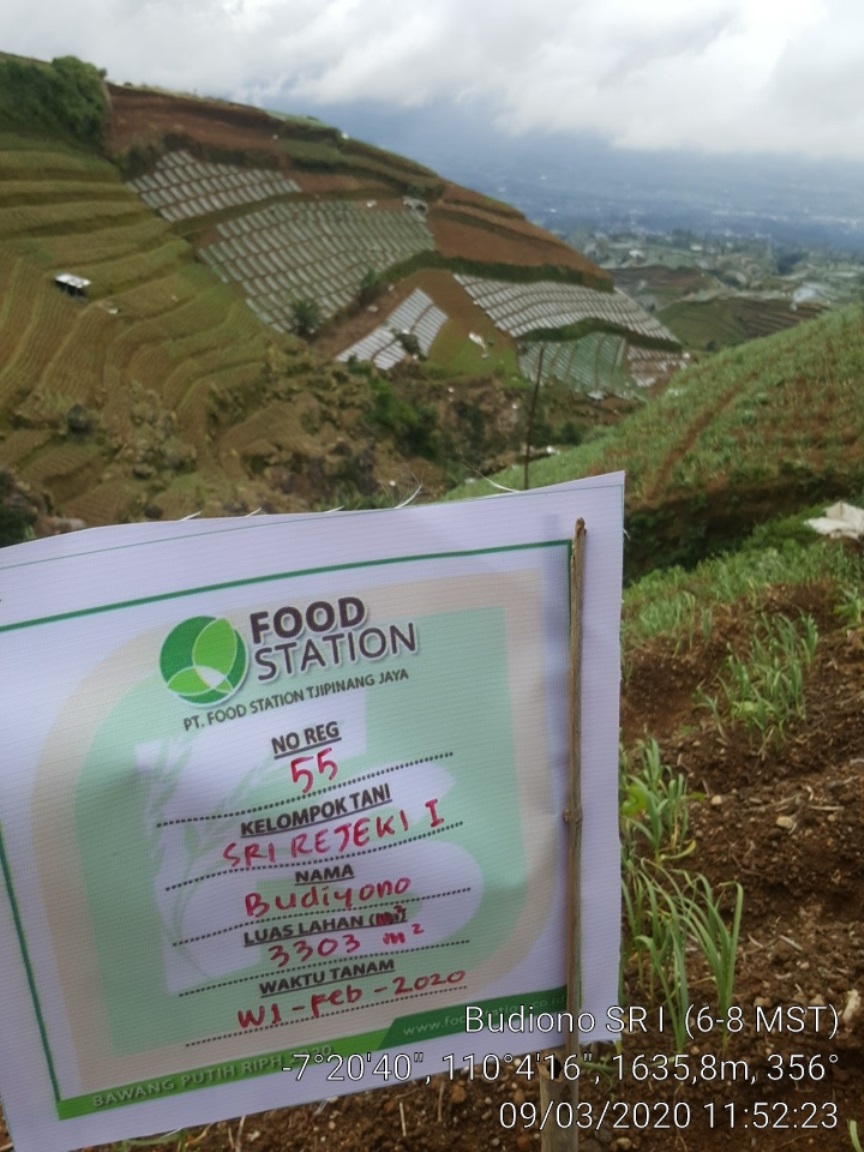 FOOD
STATION
PT. FOOD STATION TJIPINANG JAYA
NO REG
55
KELOMPOK TANI
SRI REJEKI I
NAMA
Budiyono
LUAS LAHAN
3303 m²
WAKTU TANAM
W1-Feb-2020
BAWANG PUTIH RIPH 2020
Budiono SR I (6-8 MST)
-7°20'40", 110°4'16", 1635,8m, 356°
09/03/2020 11:52:23